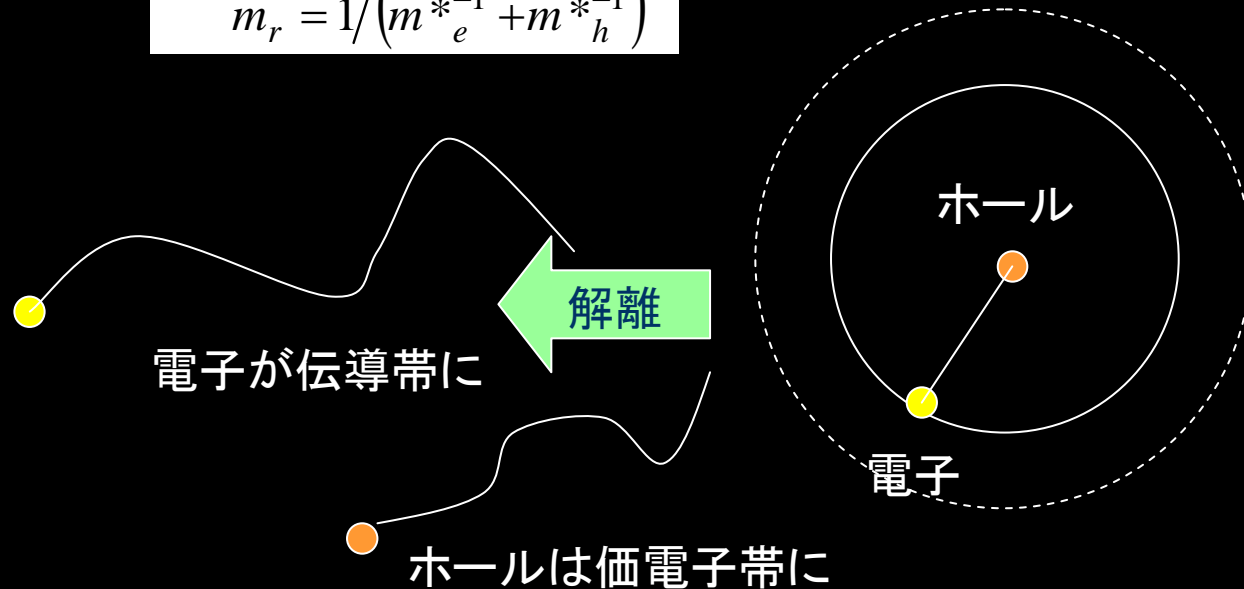 m_r = 1/(m*_e^{-1} + m*_h^{-1})
ホール
解離
電子が伝導帯に
電子
ホールは価電子帯に